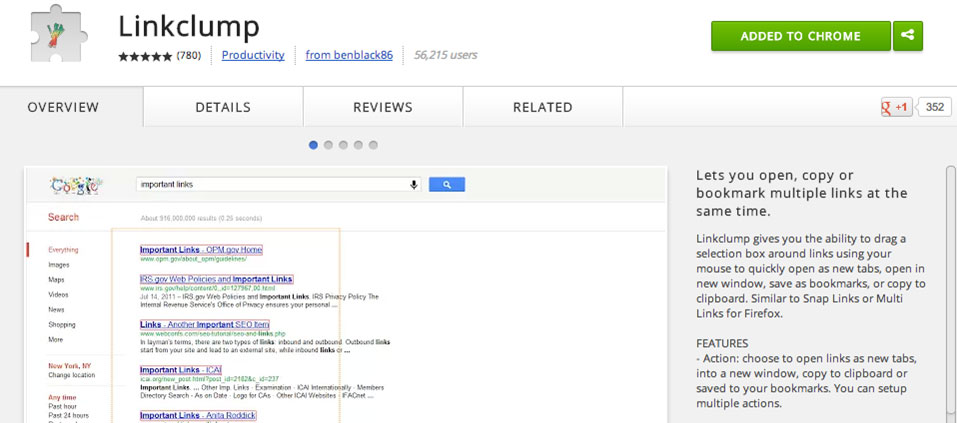 Linkclump
(780) Productivity from benblack86 56,215 users
ADDED TO CHROME
OVERVIEW DETAILS REVIEWS RELATED
g +1 352
Google important links
Search About 916,000,000 results (0.25 seconds)
Everything
Images
Maps
Videos
News
Shopping
More
New York, NY
Change location
Any time
Past hour
Past 24 hours
Important Links - OPM.gov Home
www.opm.gov/about_opm/guidelines/
IRS.gov Web Policies and Important Links
www.irs.gov/help/content/0,,id=127967,00.html
Jul 14, 2011 – IRS.gov Web Policies and Important Links. IRS Privacy Policy The
Internal Revenue Service's Office of Privacy ensures your personal ...
Links - Another Important SEO Item
www.webconfs.com/seo-tutorial/seo-and-links.php
In layman's terms, there are two types of links: inbound and outbound. Outbound links
start from your site and lead to an external site, while inbound links or ...
Important Links - ICAI
icai.org/new_post.html?post_id=2182&c_id=237
Important Links. ... Other Imp. Links · Examination · ICAI Internationally · Members
Directory Search · As on Date · Logo for CAs · Other ICAI Websites · IFACnet ...
Important Links - Anita Roddick
Lets you open, copy or
bookmark multiple links at the
same time.
Linkclump gives you the ability to drag a
selection box around links using your
mouse to quickly open as new tabs, open in
new window, save as bookmarks, or copy to
clipboard. Similar to Snap Links or Multi
Links for Firefox.
FEATURES
- Action: choose to open links as new tabs,
into a new window, copy to clipboard or
saved to your bookmarks. You can setup
multiple actions.